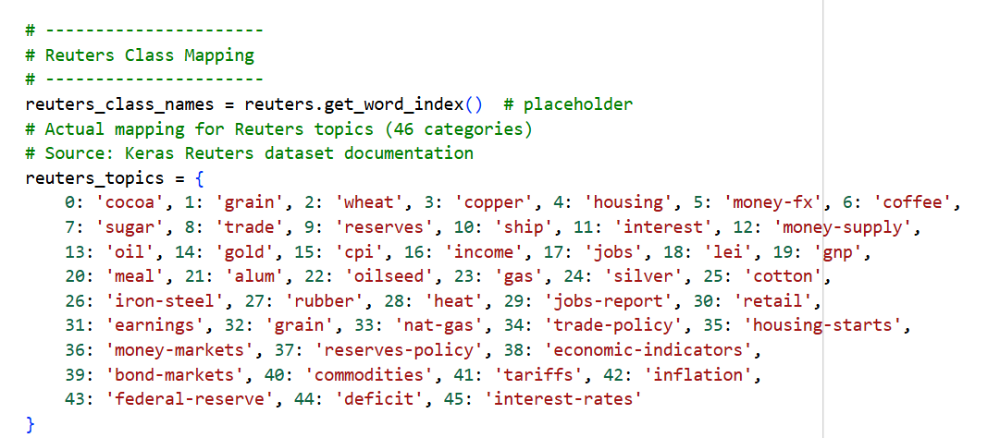 # ----------------------
# Reuters Class Mapping
# ----------------------
reuters_class_names = reuters.get_word_index()  # placeholder
# Actual mapping for Reuters topics (46 categories)
# Source: Keras Reuters dataset documentation
reuters_topics = {
    0: 'cocoa', 1: 'grain', 2: 'wheat', 3: 'copper', 4: 'housing', 5: 'money-fx', 6: 'coffee',
    7: 'sugar', 8: 'trade', 9: 'reserves', 10: 'ship', 11: 'interest', 12: 'money-supply',
    13: 'oil', 14: 'gold', 15: 'cpi', 16: 'income', 17: 'jobs', 18: 'lei', 19: 'gnp',
    20: 'meal', 21: 'alum', 22: 'oilseed', 23: 'gas', 24: 'silver', 25: 'cotton',
    26: 'iron-steel', 27: 'rubber', 28: 'heat', 29: 'jobs-report', 30: 'retail',
    31: 'earnings', 32: 'grain', 33: 'nat-gas', 34: 'trade-policy', 35: 'housing-starts',
    36: 'money-markets', 37: 'reserves-policy', 38: 'economic-indicators',
    39: 'bond-markets', 40: 'commodities', 41: 'tariffs', 42: 'inflation',
    43: 'federal-reserve', 44: 'deficit', 45: 'interest-rates'
}